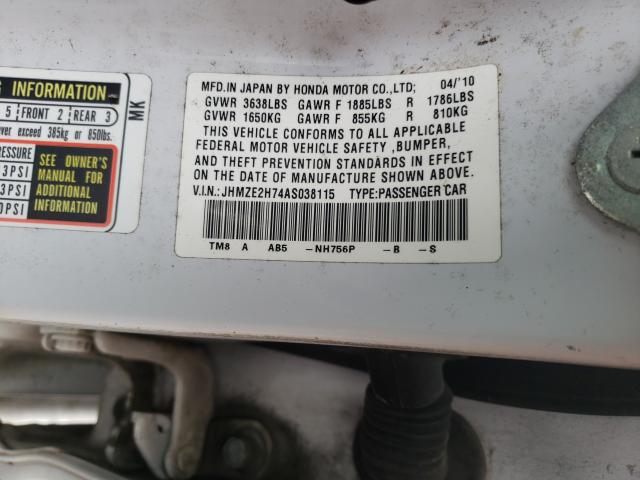 G INFORMATION
5 FRONT 2 REAR 3
ver exceed 385kg or 850lbs.
MK
RESSURE
3PSI
3PSI
0PSI
SEE OWNER'S
MANUAL FOR
ADDITIONAL
INFORMATION
MFD.IN JAPAN BY HONDA MOTOR CO.,LTD; 04/'10
GVWR 3638LBS GAWR F 1885LBS R 1786LBS
GVWR 1650KG GAWR F 855KG R 810KG
THIS VEHICLE CONFORMS TO ALL APPLICABLE
FEDERAL MOTOR VEHICLE SAFETY ,BUMPER,
AND THEFT PREVENTION STANDARDS IN EFFECT
ON THE DATE OF MANUFACTURE SHOWN ABOVE.
V.I.N.:JHMZE2H74AS038115 TYPE:PASSENGER CAR
TM8 A AB5 -NH756P -B -S